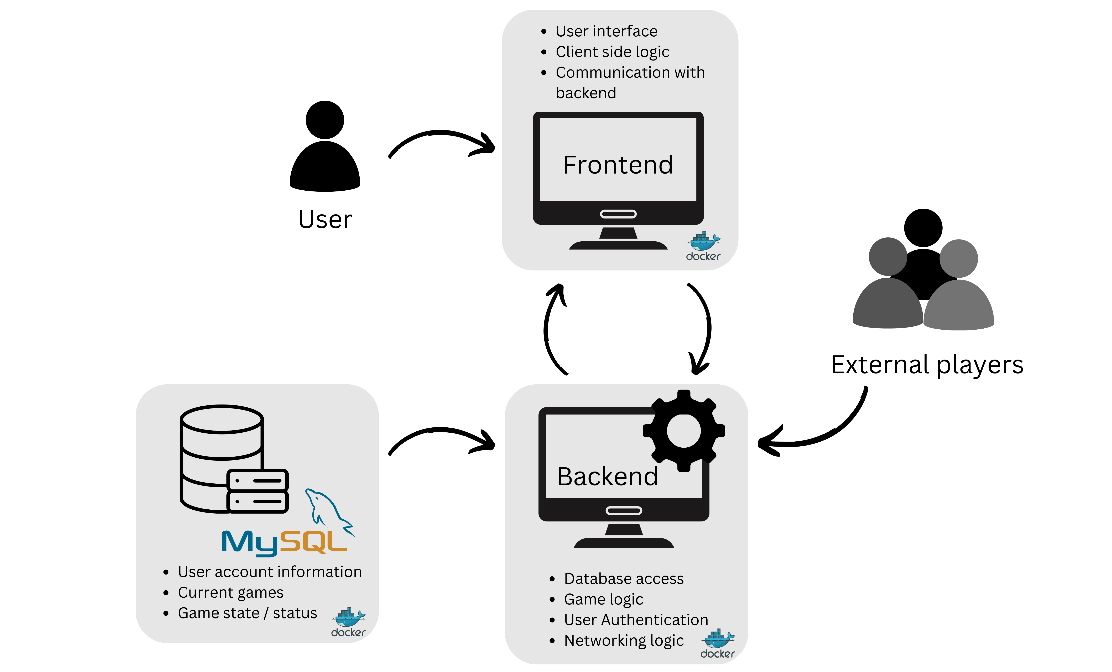 User interface
Client side logic
Communication with
backend
Frontend
docker
User
External players
MySQL
User account information
Current games
Game state / status
docker
Backend
Database access
Game logic
User Authentication
Networking logic
docker